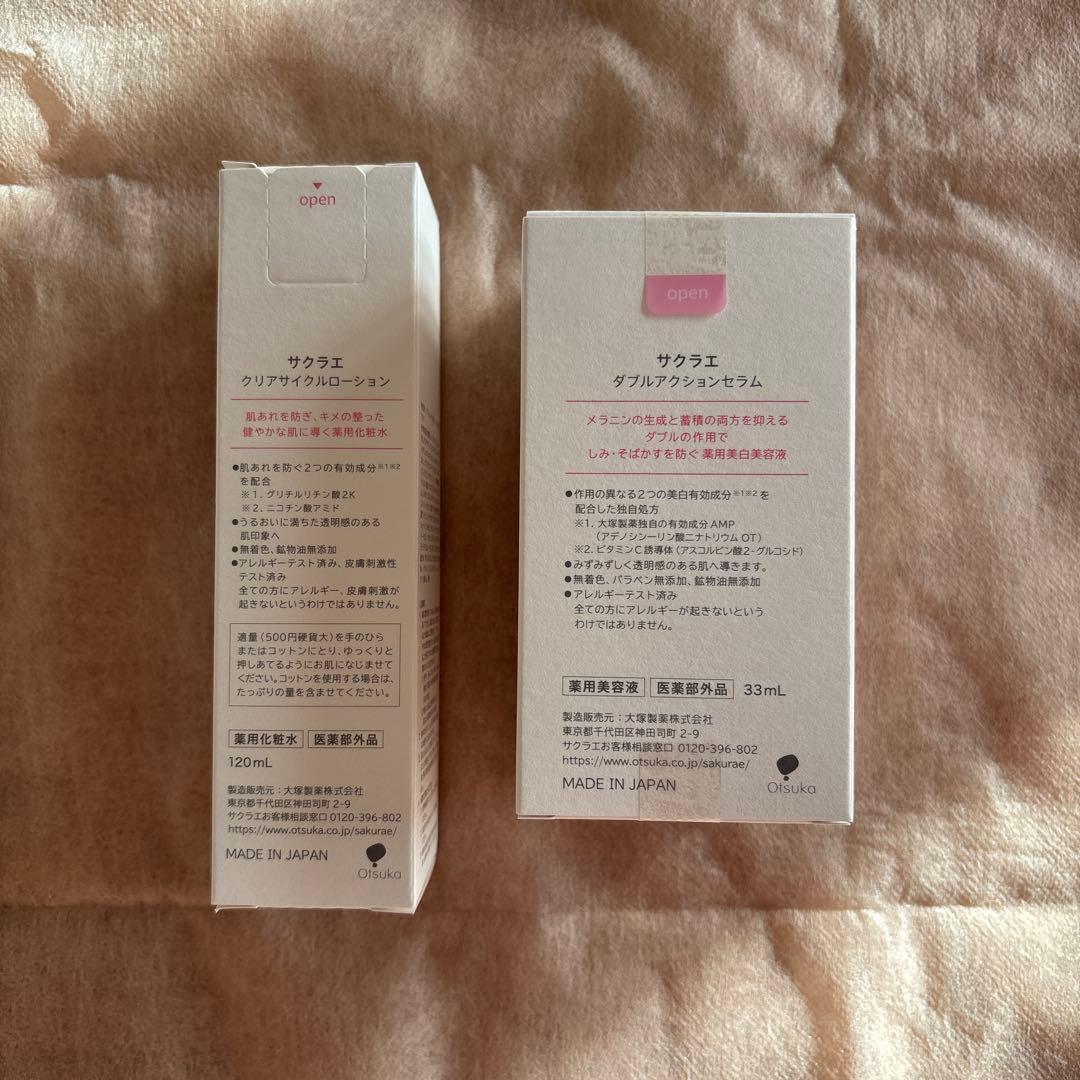 open
サクラエ
クリアサイクルローション
肌あれを防ぎ、キメの整った
健やかな肌に導く薬用化粧水
●肌あれを防ぐ2つの有効成分※1※2
を配合
※1. グリチルリチン酸2K
※2. ニコチン酸アミド
●うるおいに満ちた透明感のある
肌印象へ
●無着色、鉱物油無添加
●アレルギーテスト済み、皮膚刺激性
テスト済み
全ての方にアレルギー、皮膚刺激が
起きないというわけではありません。
適量(500円硬貨大)を手のひら
またはコットンにとり、ゆっくりと
押しあてるようにお肌になじませて
ください。コットンを使用する場合は、
たっぷりの量を含ませてください。
薬用化粧水 医薬部外品
120mL
製造販売元:大塚製薬株式会社
東京都千代田区神田司町 2-9
サクラエお客様相談窓口 0120-396-802
https://www.otsuka.co.jp/sakurae/
MADE IN JAPAN
Otsuka
open
サクラエ
ダブルアクションセラム
メラニンの生成と蓄積の両方を抑える
ダブルの作用で
しみ・そばかすを防ぐ 薬用美白美容液
●作用の異なる2つの美白有効成分※1※2を
配合した独自処方
※1. 大塚製薬独自の有効成分 AMP
(アデノシン一リン酸二ナトリウム OT)
※2. ビタミンC誘導体(アスコルビン酸2-グルコシド)
●みずみずしく透明感のある肌へ導きます。
●無着色、パラベン無添加、鉱物油無添加
●アレルギーテスト済み
全ての方にアレルギーが起きないという
わけではありません。
薬用美容液 医薬部外品 33mL
製造販売元:大塚製薬株式会社
東京都千代田区神田司町 2-9
サクラエお客様相談窓口 0120-396-802
https://www.otsuka.co.jp/sakurae/
MADE IN JAPAN
Otsuka